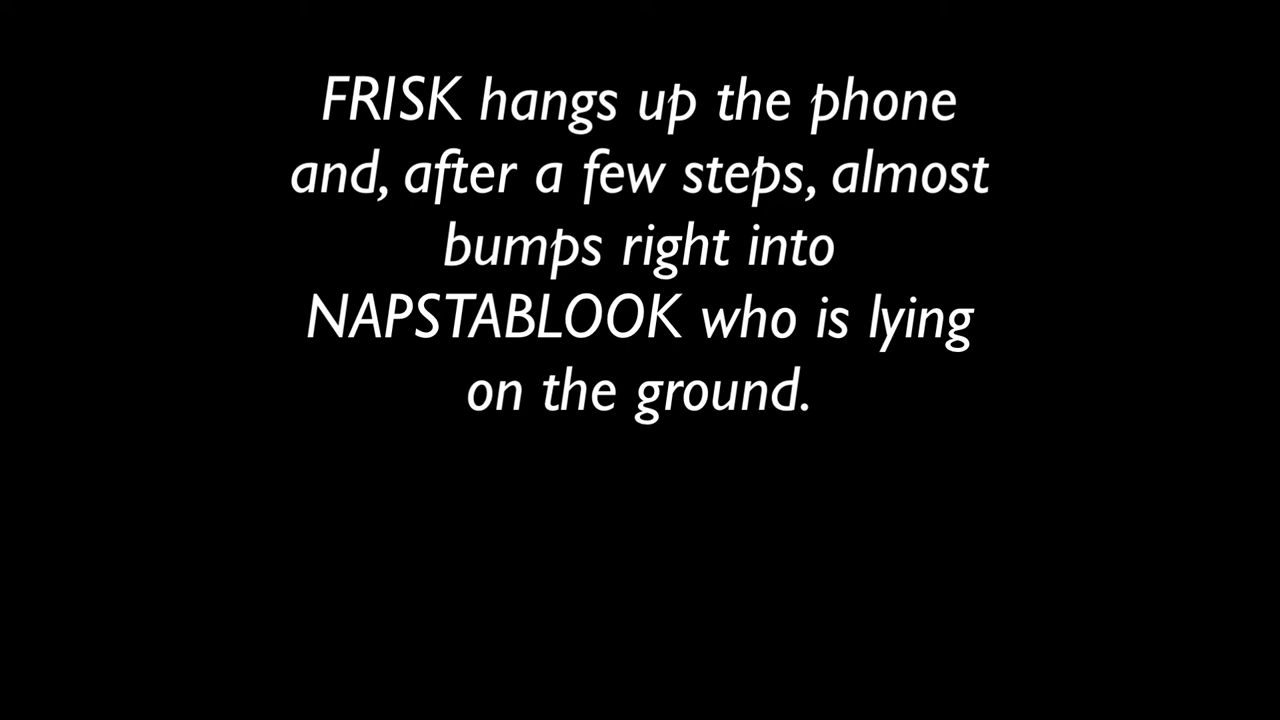 FRISK hangs up the phone
and, after a few steps, almost
bumps right into
NAPSTABLOOK who is lying
on the ground.